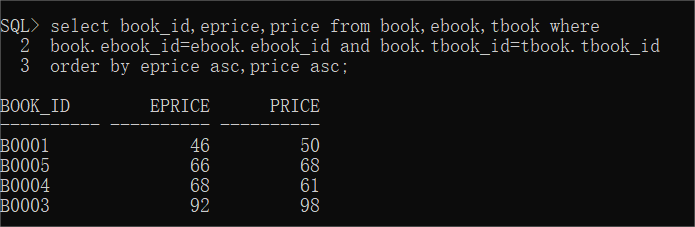 SQL> select book_id,eprice,price from book,ebook,tbook where
  2  book.ebook_id=ebook.ebook_id and book.tbook_id=tbook.tbook_id
  3  order by eprice asc,price asc;
BOOK_ID        EPRICE      PRICE
---------- ---------- ----------
B0001              46         50
B0005              66         68
B0004              68         61
B0003              92         98